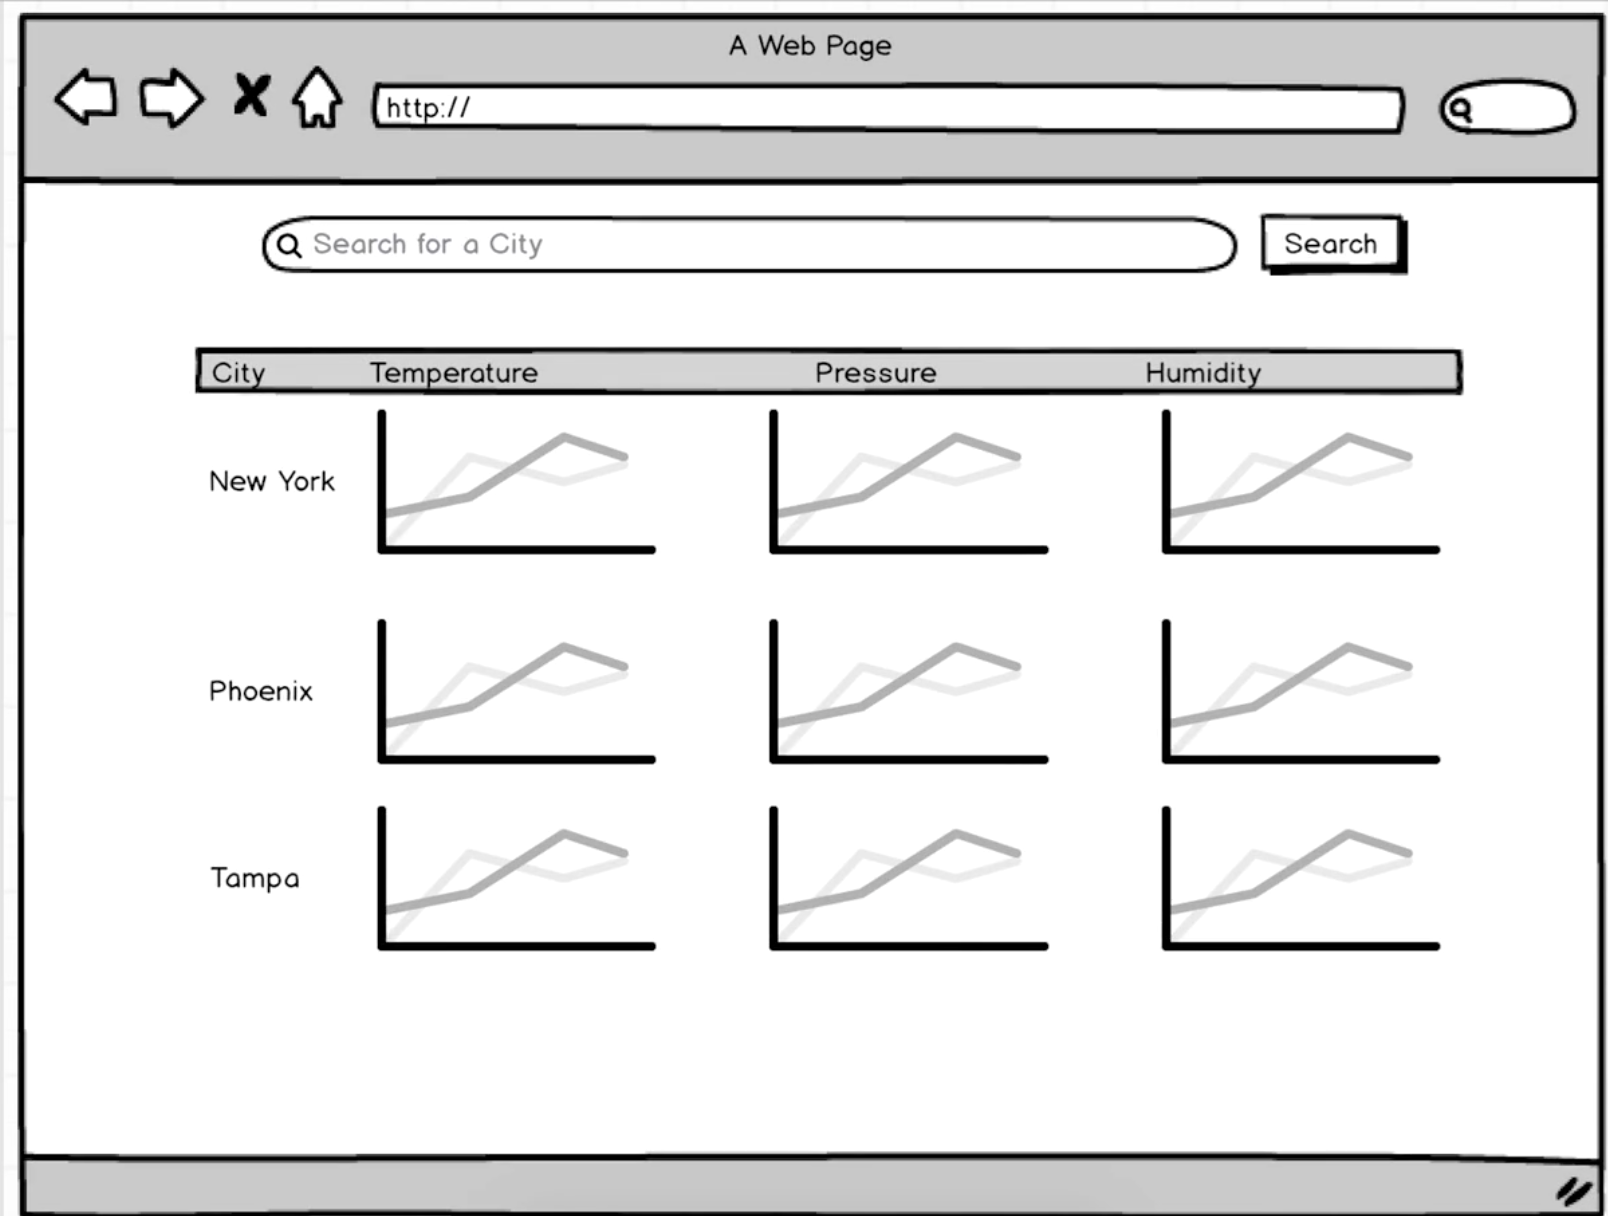 A Web Page
http://
Search for a City
Search
City Temperature Pressure Humidity
New York
Phoenix
Tampa